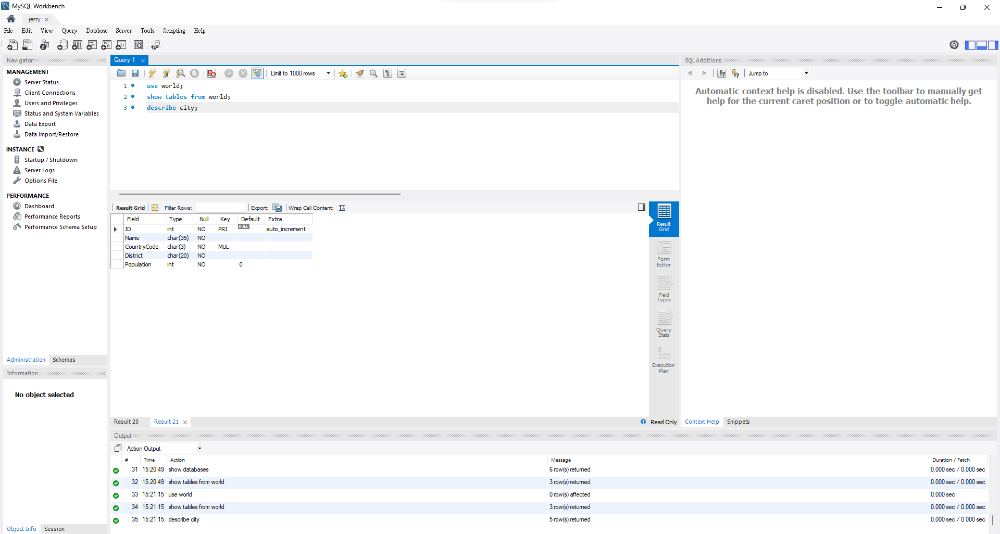 MySQL Workbench
jerry
File Edit View Query Database Server Tools Scripting Help
Navigator
MANAGEMENT
Server Status
Client Connections
Users and Privileges
Status and System Variables
Data Export
Data Import/Restore
INSTANCE
Startup / Shutdown
Server Logs
Options File
PERFORMANCE
Dashboard
Performance Reports
Performance Schema Setup
Administration Schemas
Information
No object selected
Object Info Session
Query 1
Limit to 1000 rows
1 use world;
2 show tables from world;
3 describe city;
Result Grid Filter Rows: Export: Wrap Cell Content:
Field Type Null Key Default Extra
ID int NO PRI NULL auto_increment
Name char(35) NO
CountryCode char(3) NO MUL
District char(20) NO
Population int NO 0
Result
Grid
Form
Editor
Field
Types
Query
Stats
Execution
Plan
Result 20 Result 21 Read Only
SQLAdditions
Jump to
Automatic context help is disabled. Use the toolbar to manually get
help for the current caret position or to toggle automatic help.
Context Help Snippets
Output
Action Output
# Time Action Message Duration / Fetch
31 15:20:49 show databases 6 row(s) returned 0.000 sec / 0.000 sec
32 15:20:49 show tables from world 3 row(s) returned 0.000 sec / 0.000 sec
33 15:21:15 use world 0 row(s) affected 0.000 sec
34 15:21:15 show tables from world 3 row(s) returned 0.000 sec / 0.000 sec
35 15:21:15 describe city 5 row(s) returned 0.000 sec / 0.000 sec